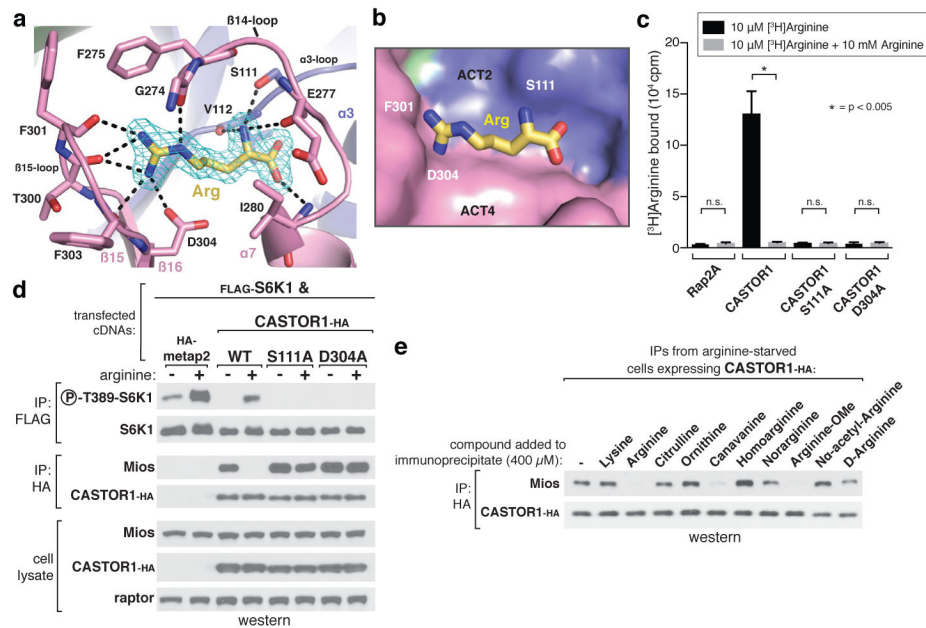 a
ß14-loop
F275
S111
α3-loop
G274
E277
V112
α3
F301
ß15-loop
Arg
T300
I280
D304
F303
ß15
ß16
α7
b
ACT2
S111
F301
Arg
D304
ACT4
c
10 µM [³H]Arginine
10 µM [³H]Arginine + 10 mM Arginine
[³H]Arginine bound (10⁴ cpm)
20
15
10
5
0
*
* = p < 0.005
n.s.
n.s.
n.s.
Rap2A
CASTOR1
CASTOR1 S111A
CASTOR1 D304A
d
FLAG-S6K1 &
transfected
cDNAs:
CASTOR1-HA
HA-
metap2
WT S111A D304A
arginine: - + - + - + - +
IP:
FLAG
P-T389-S6K1
S6K1
IP:
HA
Mios
CASTOR1-HA
cell
lysate
Mios
CASTOR1-HA
raptor
western
e
IPs from arginine-starved
cells expressing CASTOR1-HA:
compound added to
immunoprecipitate (400 µM):
-
Lysine
Arginine
Citrulline
Ornithine
Canavanine
Homoarginine
Norarginine
Arginine-OMe
Nα-acetyl-Arginine
D-Arginine
IP:
HA
Mios
CASTOR1-HA
western